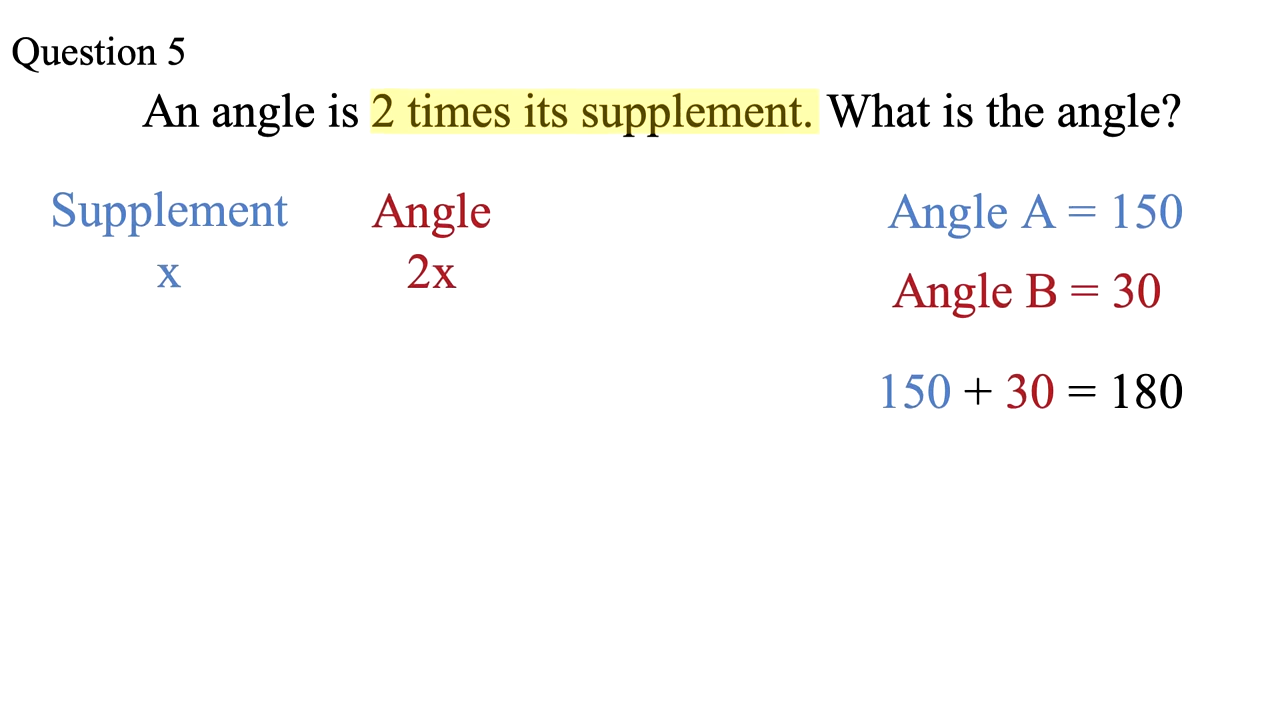 Question 5
An angle is 2 times its supplement. What is the angle?
Supplement Angle
x 2x
Angle A = 150
Angle B = 30
150 + 30 = 180